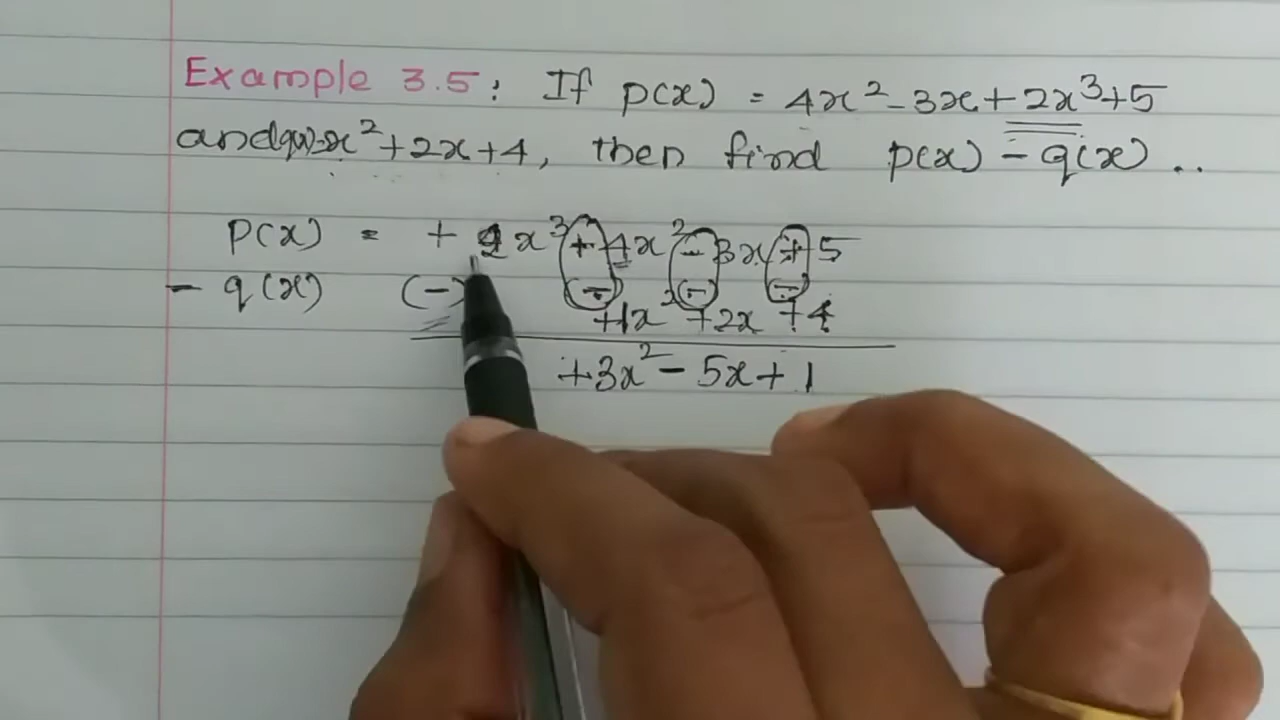 Example 3.5 : If p(x) = 4x² - 3x + 2x³ + 5
and q(x) = x² + 2x + 4, then find p(x) - q(x) ..
P(x) = + 2x³ + 4x² - 3x + 5
- q(x) (-) (-) (-) (-)
+1x² +2x +4
+3x² - 5x + 1